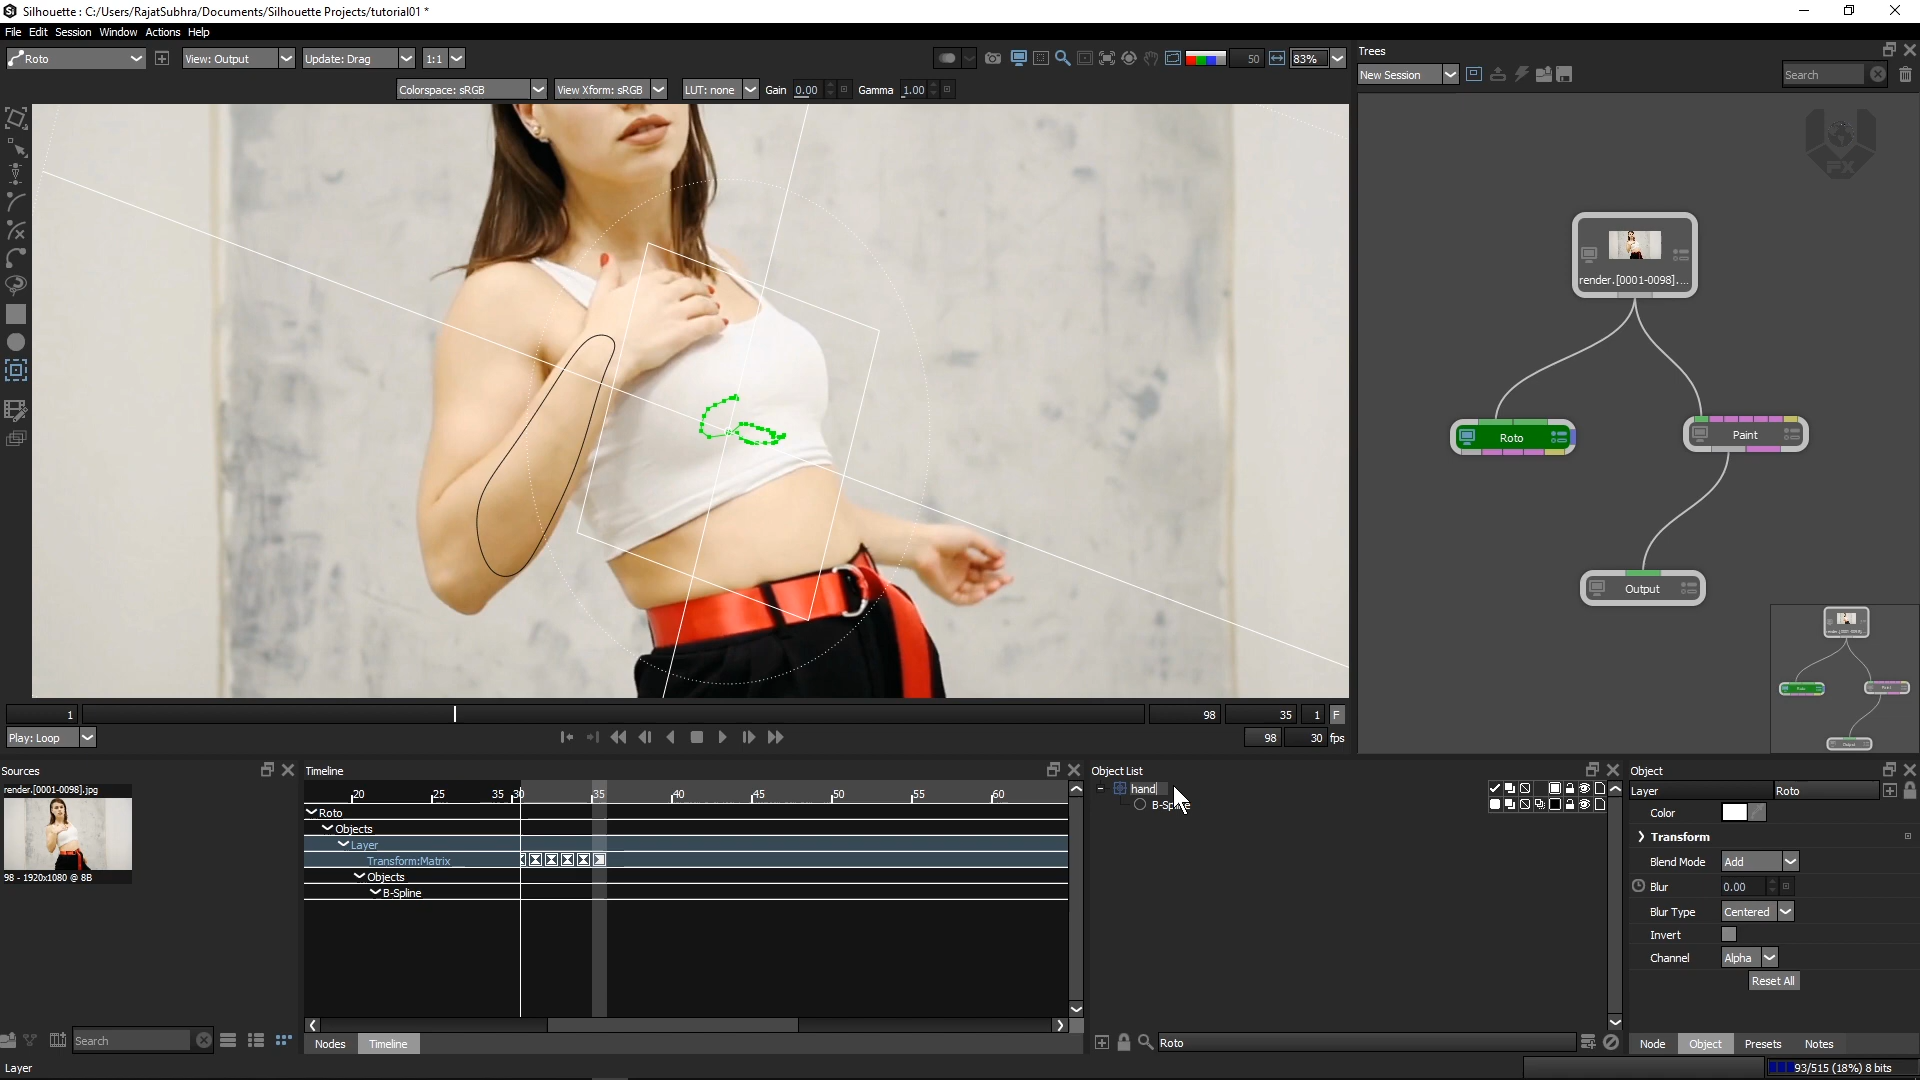 Silhouette : C:/Users/RajatSubhra/Documents/Silhouette Projects/tutorial01 *
File Edit Session Window Actions Help
Roto View: Output Update: Drag 1:1 50 83%
Colorspace: sRGB View Xform: sRGB LUT: none Gain 0.00 Gamma 1.00
Trees
New Session Search
FX
render.[0001-0098]....
Roto
Paint
Output
1 98 35 1 F
Play: Loop 98 30 fps
Sources
render.[0001-0098].jpg
98 - 1920x1080 @ 8B
Search
Timeline
20 25 35 30 35 40 45 50 55 60
Roto
Objects
Layer
Transform:Matrix
Objects
B-Spline
Nodes Timeline
Object List
hand
Roto
Object
Layer Roto
Color
Transform
Blend Mode Add
Blur 0.00
Blur Type Centered
Invert
Channel Alpha
Reset All
Node Object Presets Notes
Layer
93/515 (18%) 8 bits